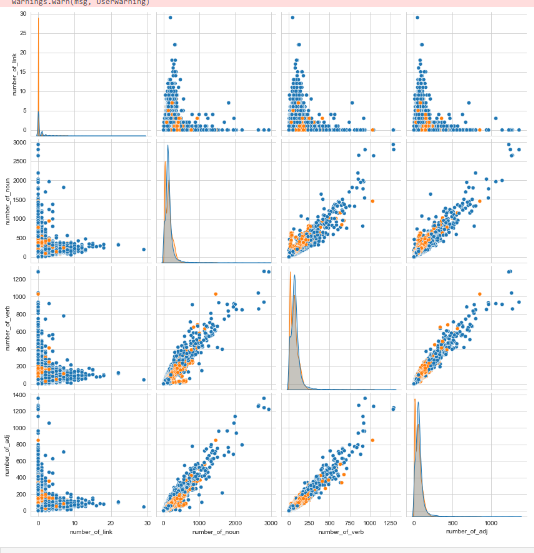 warnings.warn(msg, UserWarning)
30
25
20
15
10
5
0
number_of_link
3000
2500
2000
1500
1000
500
0
number_of_noun
1200
1000
800
600
400
200
0
number_of_verb
1400
1200
1000
800
600
400
200
0
number_of_adj
0 10 20 30
0 1000 2000 3000
0 250 500 750 1000 1250
0 500 1000
number_of_link number_of_noun number_of_verb number_of_adj